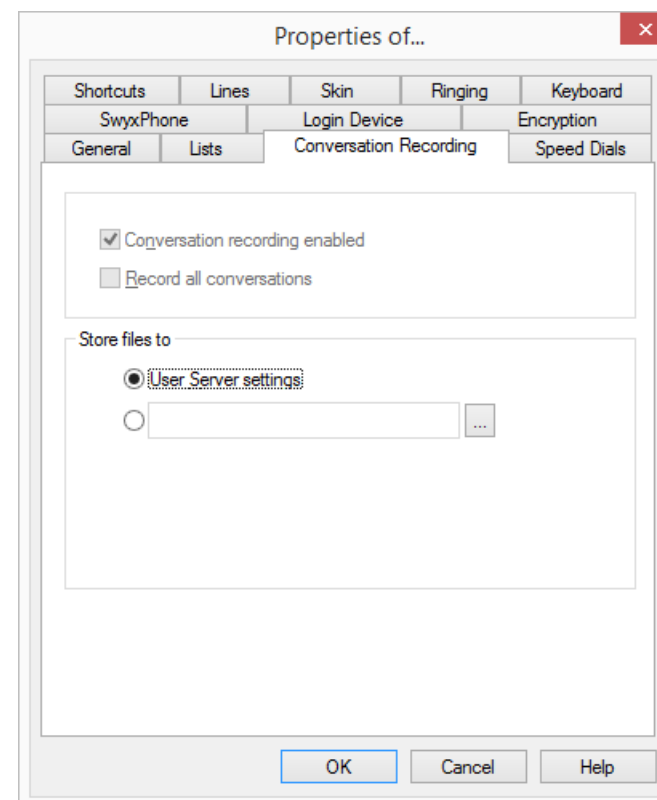 Properties of...
Shortcuts Lines Skin Ringing Keyboard
SwyxPhone Login Device Encryption
General Lists Conversation Recording Speed Dials
Conversation recording enabled
Record all conversations
Store files to
User Server settings
...
OK Cancel Help